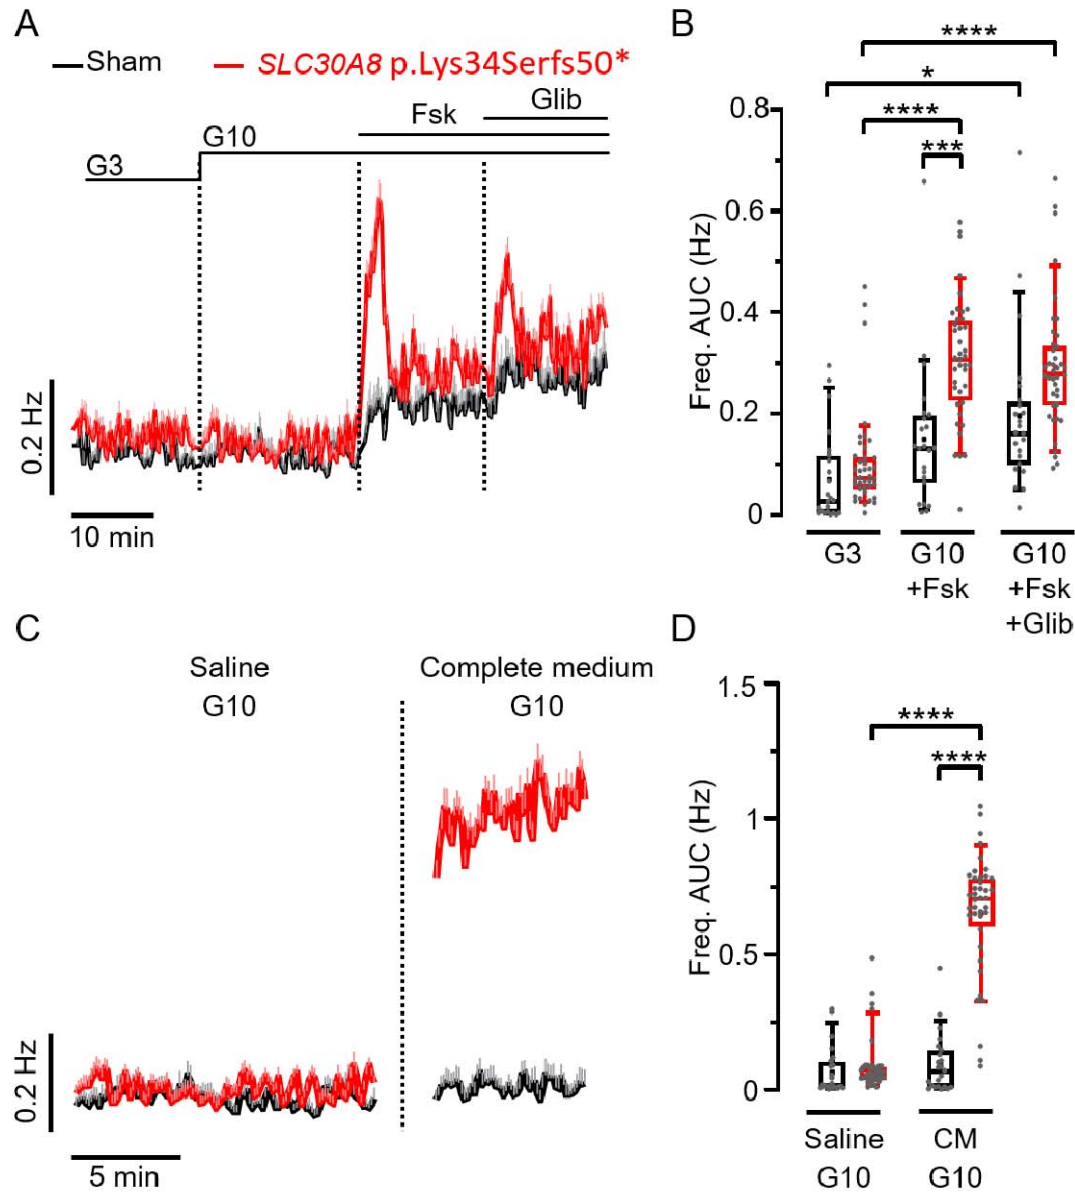 A
Sham
SLC30A8 p.Lys34Serfs50*
Glib
Fsk
G10
G3
0.2 Hz
10 min
B
****
*
****
***
0.8
0.6
0.4
0.2
0
Freq. AUC (Hz)
G3
G10
+Fsk
G10
+Fsk
+Glib
C
Saline
G10
Complete medium
G10
0.2 Hz
5 min
D
****
****
1.5
1
0.5
0
Freq. AUC (Hz)
Saline
G10
CM
G10